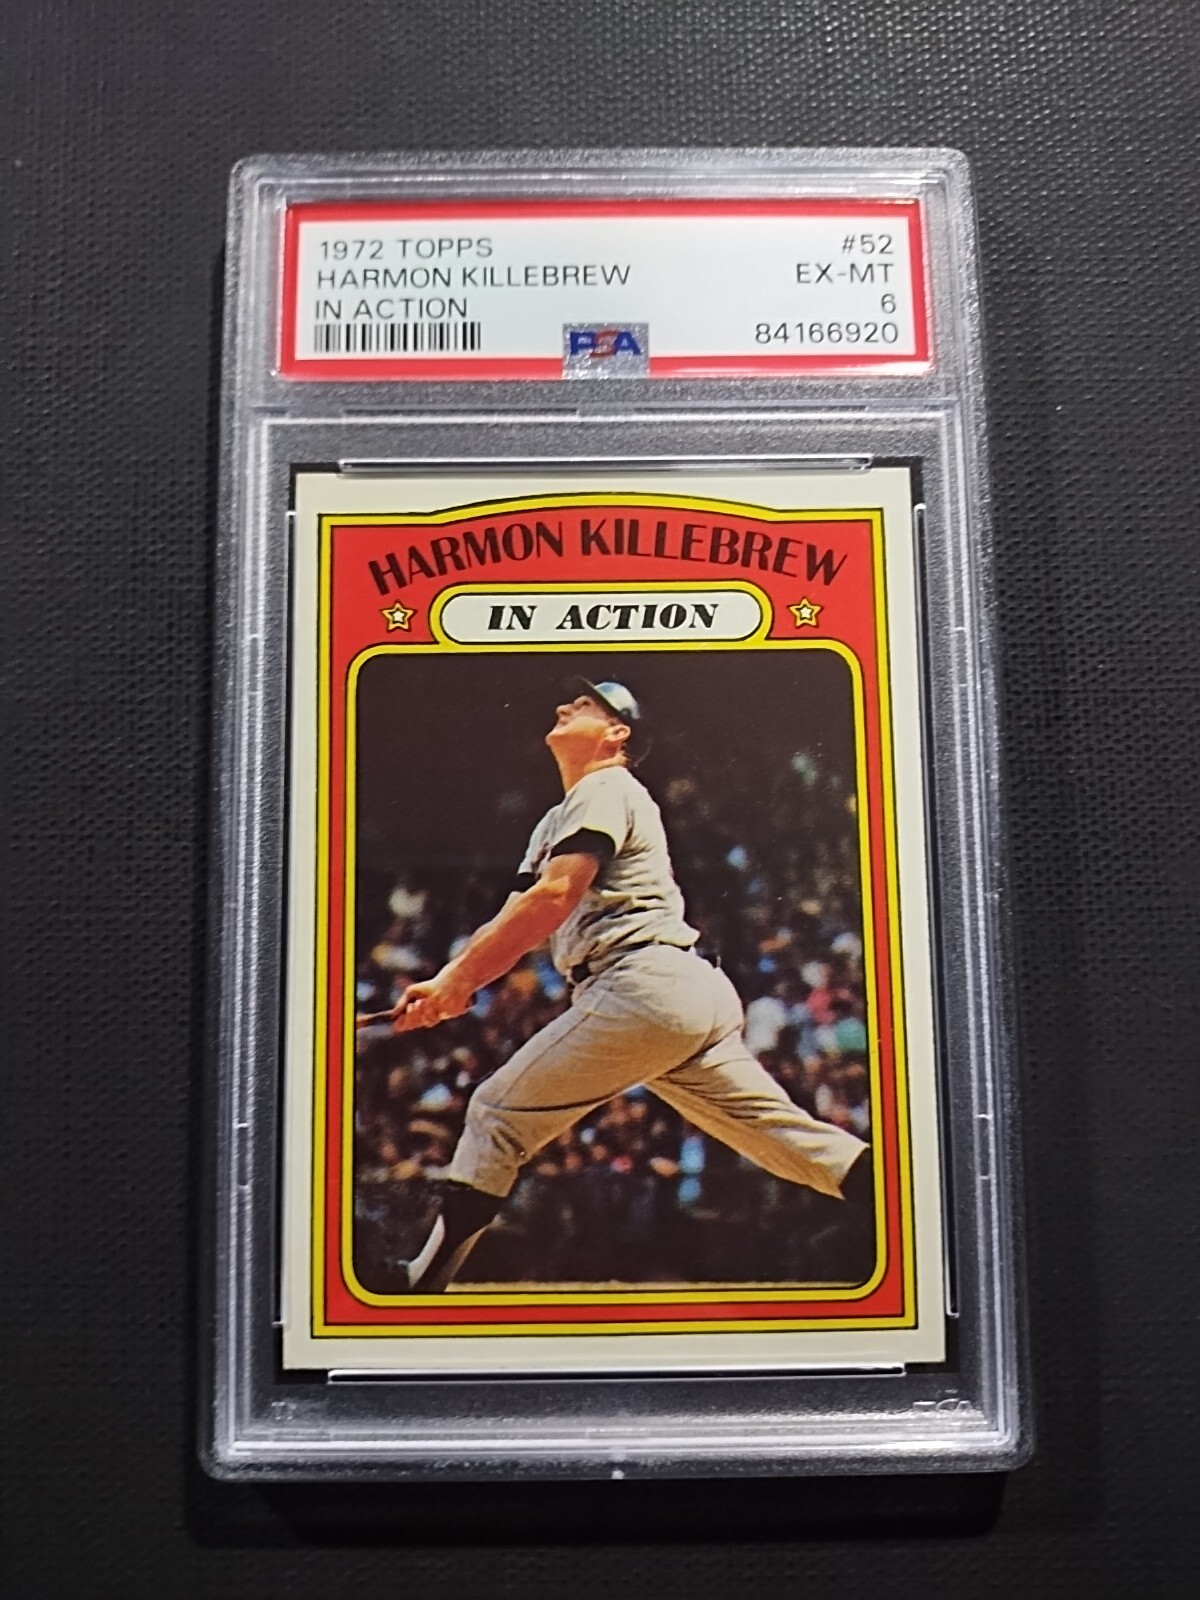 1972 TOPPS #52
HARMON KILLEBREW EX-MT
IN ACTION 6
PSA 84166920
HARMON KILLEBREW
IN ACTION